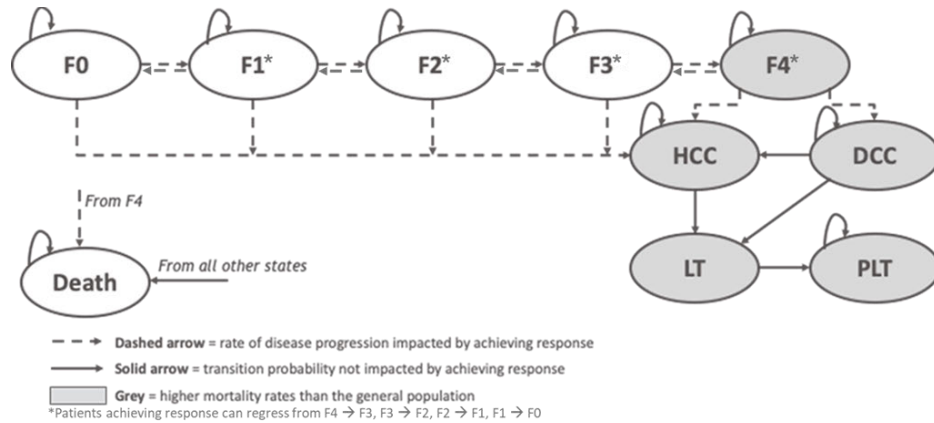 F0 F1* F2* F3* F4*
HCC DCC
From F4
LT PLT
From all other states
Death
Dashed arrow = rate of disease progression impacted by achieving response
Solid arrow = transition probability not impacted by achieving response
Grey = higher mortality rates than the general population
*Patients achieving response can regress from F4 → F3, F3 → F2, F2 → F1, F1 → F0